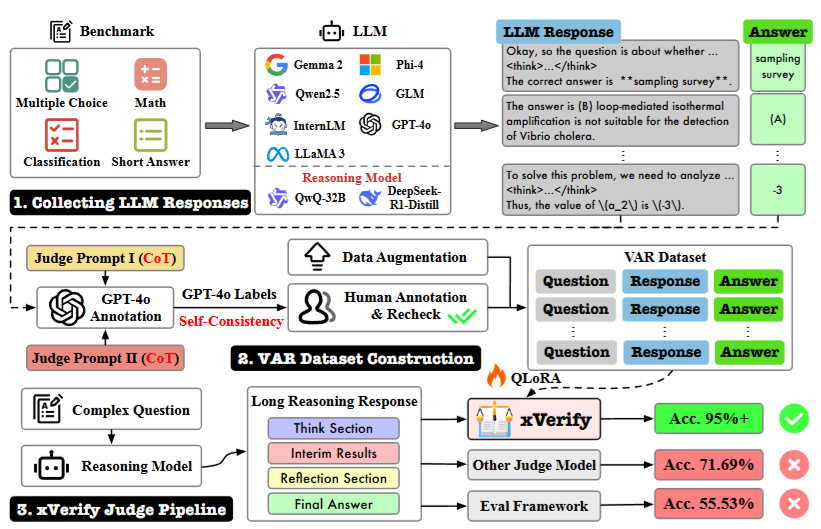 Benchmark
Multiple Choice
Math
Classification
Short Answer
LLM
Gemma 2
Phi-4
Qwen2.5
GLM
InternLM
GPT-4o
LLaMA 3
Reasoning Model
QwQ-32B
DeepSeek-
R1-Distill
LLM Response
Answer
Okay, so the question is about whether ...
<think>...</think>
The correct answer is **sampling survey**.
sampling
survey
The answer is (B) loop-mediated isothermal
amplification is not suitable for the detection
of Vibrio cholera.
(A)
To solve this problem, we need to analyze ...
<think>...</think>
Thus, the value of \(a_2\) is \(-3\).
-3
1. Collecting LLM Responses
Judge Prompt I (CoT)
GPT-4o
Annotation
Judge Prompt II (CoT)
GPT-4o Labels
Self-Consistency
Data Augmentation
Human Annotation
& Recheck
2. VAR Dataset Construction
VAR Dataset
Question Response Answer
Question Response Answer
Question Response Answer
QLoRA
Complex Question
Reasoning Model
Long Reasoning Response
Think Section
Interim Results
Reflection Section
Final Answer
xVerify
Acc. 95%+
Other Judge Model
Acc. 71.69%
Eval Framework
Acc. 55.53%
3. xVerify Judge Pipeline